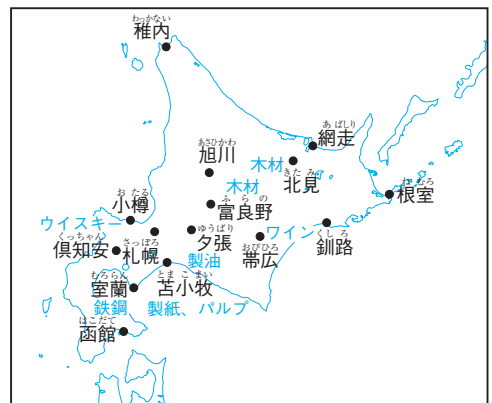 わっかない
稚内
あばしり
網走
あさひかわ
旭川
木材
きたみ
北見
木材
ねむろ
根室
おたる
小樽
ふらの
富良野
ウイスキー
ゆうばり
夕張
ワイン
くしろ
釧路
くっちゃん
倶知安
さっぽろ
札幌
おびひろ
帯広
製油
むろらん
室蘭
とまこまい
苫小牧
鉄鋼
製紙、パルプ
はこだて
函館